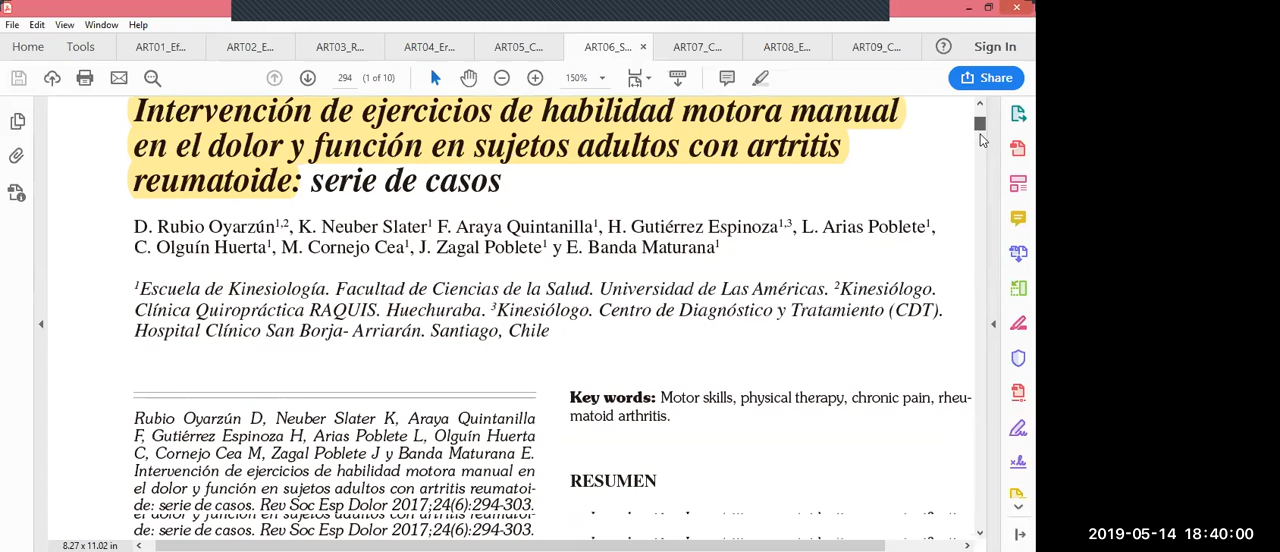 File Edit View Window Help
Home Tools ART01_Ef... ART02_E... ART03_R... ART04_Er... ART05_C... ART06_S... × ART07_C... ART08_E... ART09_C... Sign In
294 (1 of 10) 150% Share
Intervención de ejercicios de habilidad motora manual
en el dolor y función en sujetos adultos con artritis
reumatoide: serie de casos
D. Rubio Oyarzún1,2, K. Neuber Slater1 F. Araya Quintanilla1, H. Gutiérrez Espinoza1,3, L. Arias Poblete1,
C. Olguín Huerta1, M. Cornejo Cea1, J. Zagal Poblete1 y E. Banda Maturana1
1Escuela de Kinesiología. Facultad de Ciencias de la Salud. Universidad de Las Américas. 2Kinesiólogo.
Clínica Quiropráctica RAQUIS. Huechuraba. 3Kinesiólogo. Centro de Diagnóstico y Tratamiento (CDT).
Hospital Clínico San Borja- Arriarán. Santiago, Chile
Rubio Oyarzún D, Neuber Slater K, Araya Quintanilla
F, Gutiérrez Espinoza H, Arias Poblete L, Olguín Huerta
C, Cornejo Cea M, Zagal Poblete J y Banda Maturana E.
Intervención de ejercicios de habilidad motora manual en
el dolor y función en sujetos adultos con artritis reumatoi-
de: serie de casos. Rev Soc Esp Dolor 2017;24(6):294-303.
de: serie de casos. Rev Soc Esp Dolor 2017;24(6):294-303.
Key words: Motor skills, physical therapy, chronic pain, rheu-
matoid arthritis.
RESUMEN
8.27 x 11.02 in
2019-05-14 18:40:00